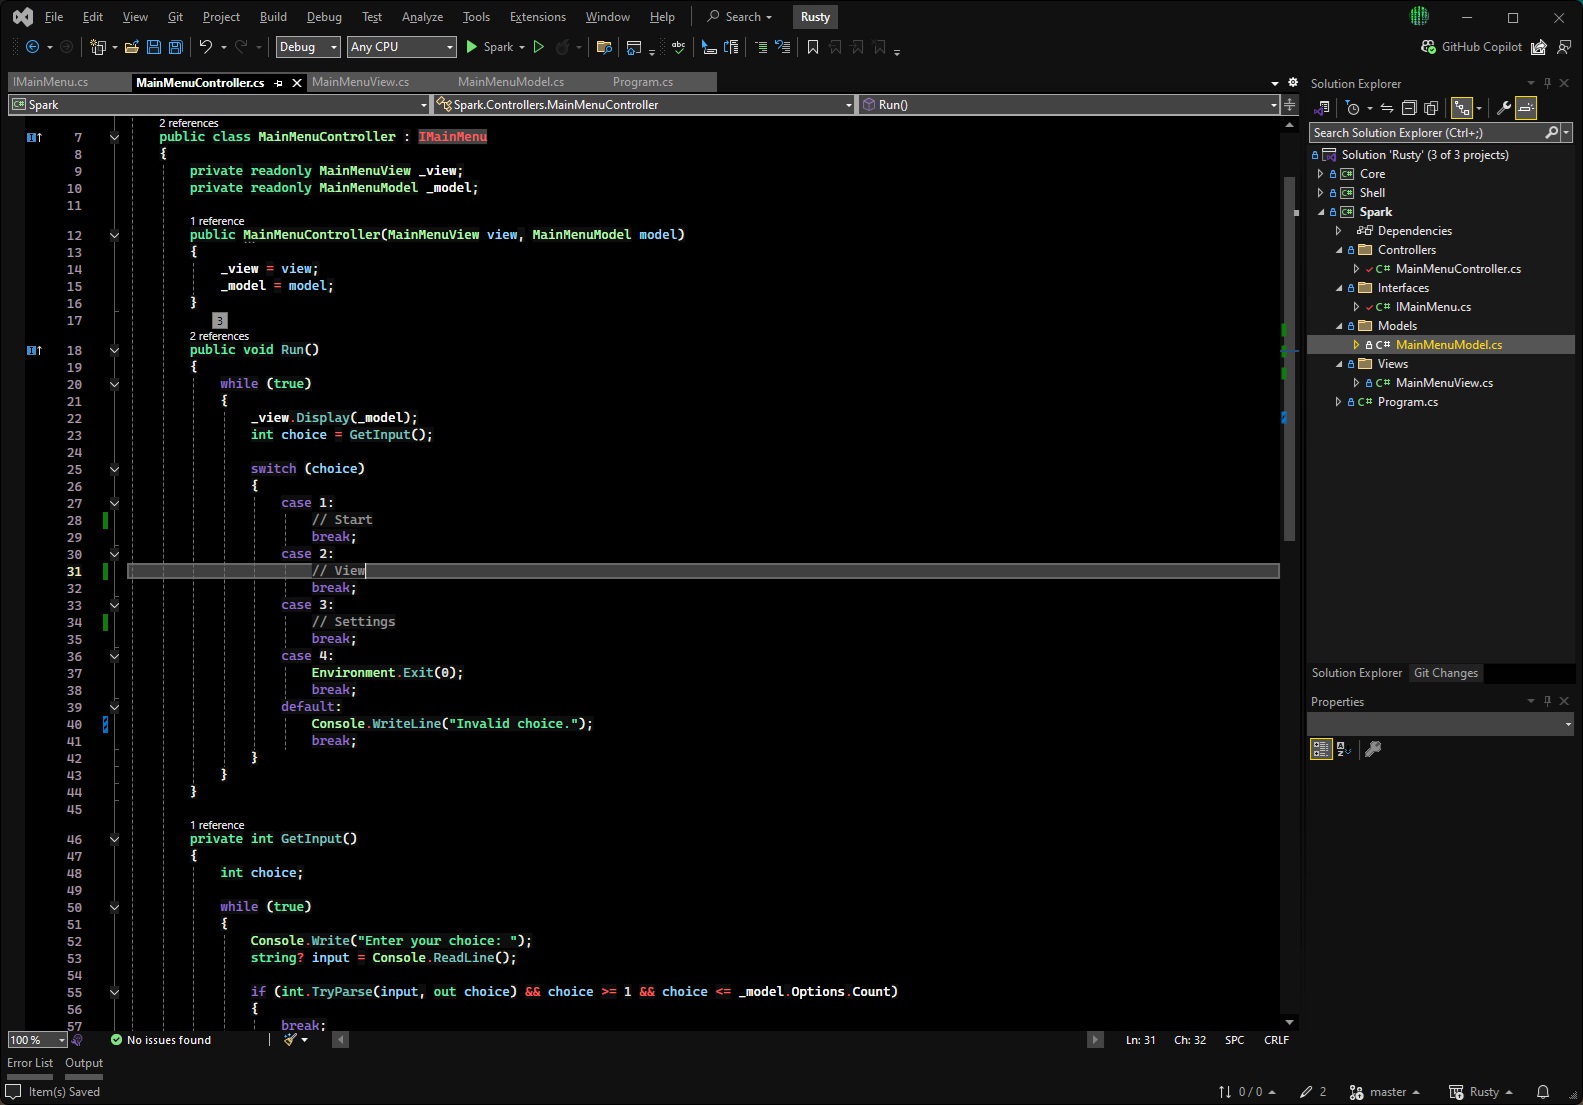 File Edit View Git Project Build Debug Test Analyze Tools Extensions Window Help Search Rusty
Debug Any CPU Spark GitHub Copilot
IMainMenu.cs MainMenuController.cs MainMenuView.cs MainMenuModel.cs Program.cs
Spark Spark.Controllers.MainMenuController Run()
2 references
7 public class MainMenuController : IMainMenu
8 {
9 private readonly MainMenuView _view;
10 private readonly MainMenuModel _model;
11
1 reference
12 public MainMenuController(MainMenuView view, MainMenuModel model)
13 {
14 _view = view;
15 _model = model;
16 }
17
3
2 references
18 public void Run()
19 {
20 while (true)
21 {
22 _view.Display(_model);
23 int choice = GetInput();
24
25 switch (choice)
26 {
27 case 1:
28 // Start
29 break;
30 case 2:
31 // View
32 break;
33 case 3:
34 // Settings
35 break;
36 case 4:
37 Environment.Exit(0);
38 break;
39 default:
40 Console.WriteLine("Invalid choice.");
41 break;
42 }
43 }
44 }
45
1 reference
46 private int GetInput()
47 {
48 int choice;
49
50 while (true)
51 {
52 Console.Write("Enter your choice: ");
53 string? input = Console.ReadLine();
54
55 if (int.TryParse(input, out choice) && choice >= 1 && choice <= _model.Options.Count)
56 {
57 break;
100 % No issues found Ln: 31 Ch: 32 SPC CRLF
Error List Output
Item(s) Saved 0 / 0 2 master Rusty
Solution Explorer
Search Solution Explorer (Ctrl+;)
Solution 'Rusty' (3 of 3 projects)
C# Core
C# Shell
C# Spark
Dependencies
Controllers
C# MainMenuController.cs
Interfaces
C# IMainMenu.cs
Models
C# MainMenuModel.cs
Views
C# MainMenuView.cs
C# Program.cs
Solution Explorer Git Changes
Properties